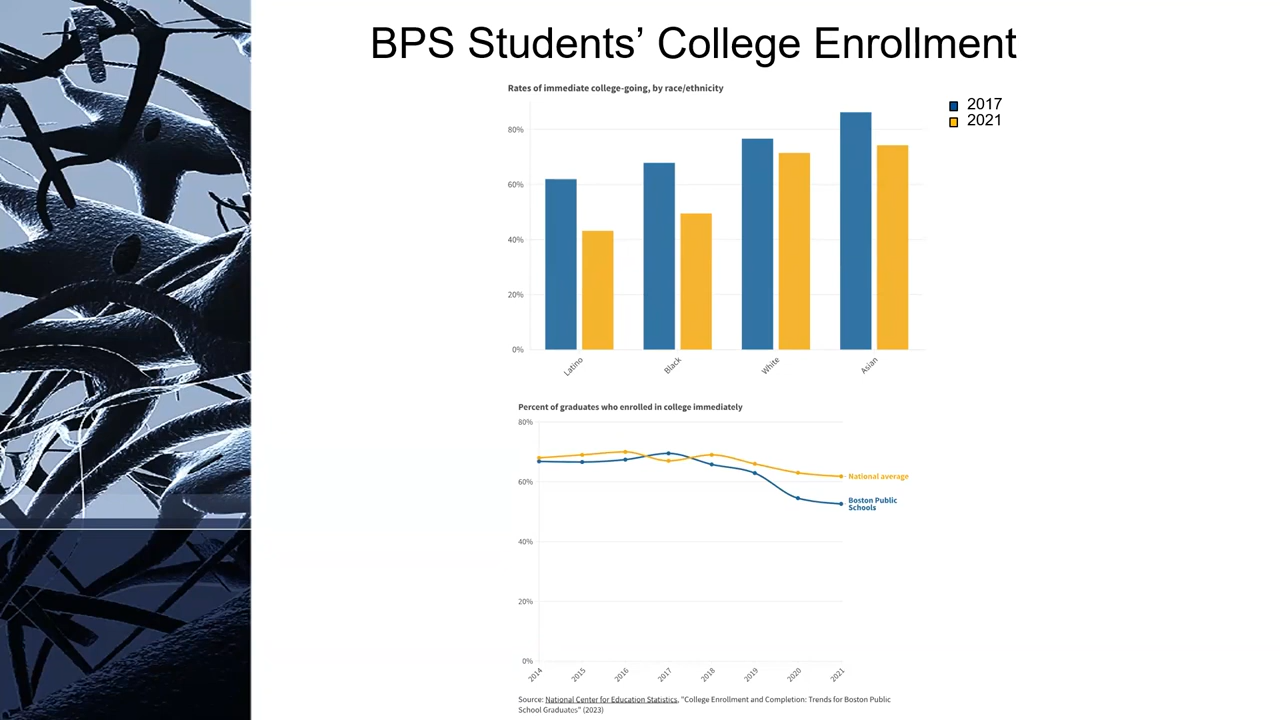 BPS Students’ College Enrollment
Rates of immediate college-going, by race/ethnicity
2017
2021
80%
60%
40%
20%
0%
Latino
Black
White
Asian
Percent of graduates who enrolled in college immediately
80%
60%
40%
20%
0%
National average
Boston Public
Schools
2014
2015
2016
2017
2018
2019
2020
2021
Source: National Center for Education Statistics, "College Enrollment and Completion: Trends for Boston Public
School Graduates" (2023)